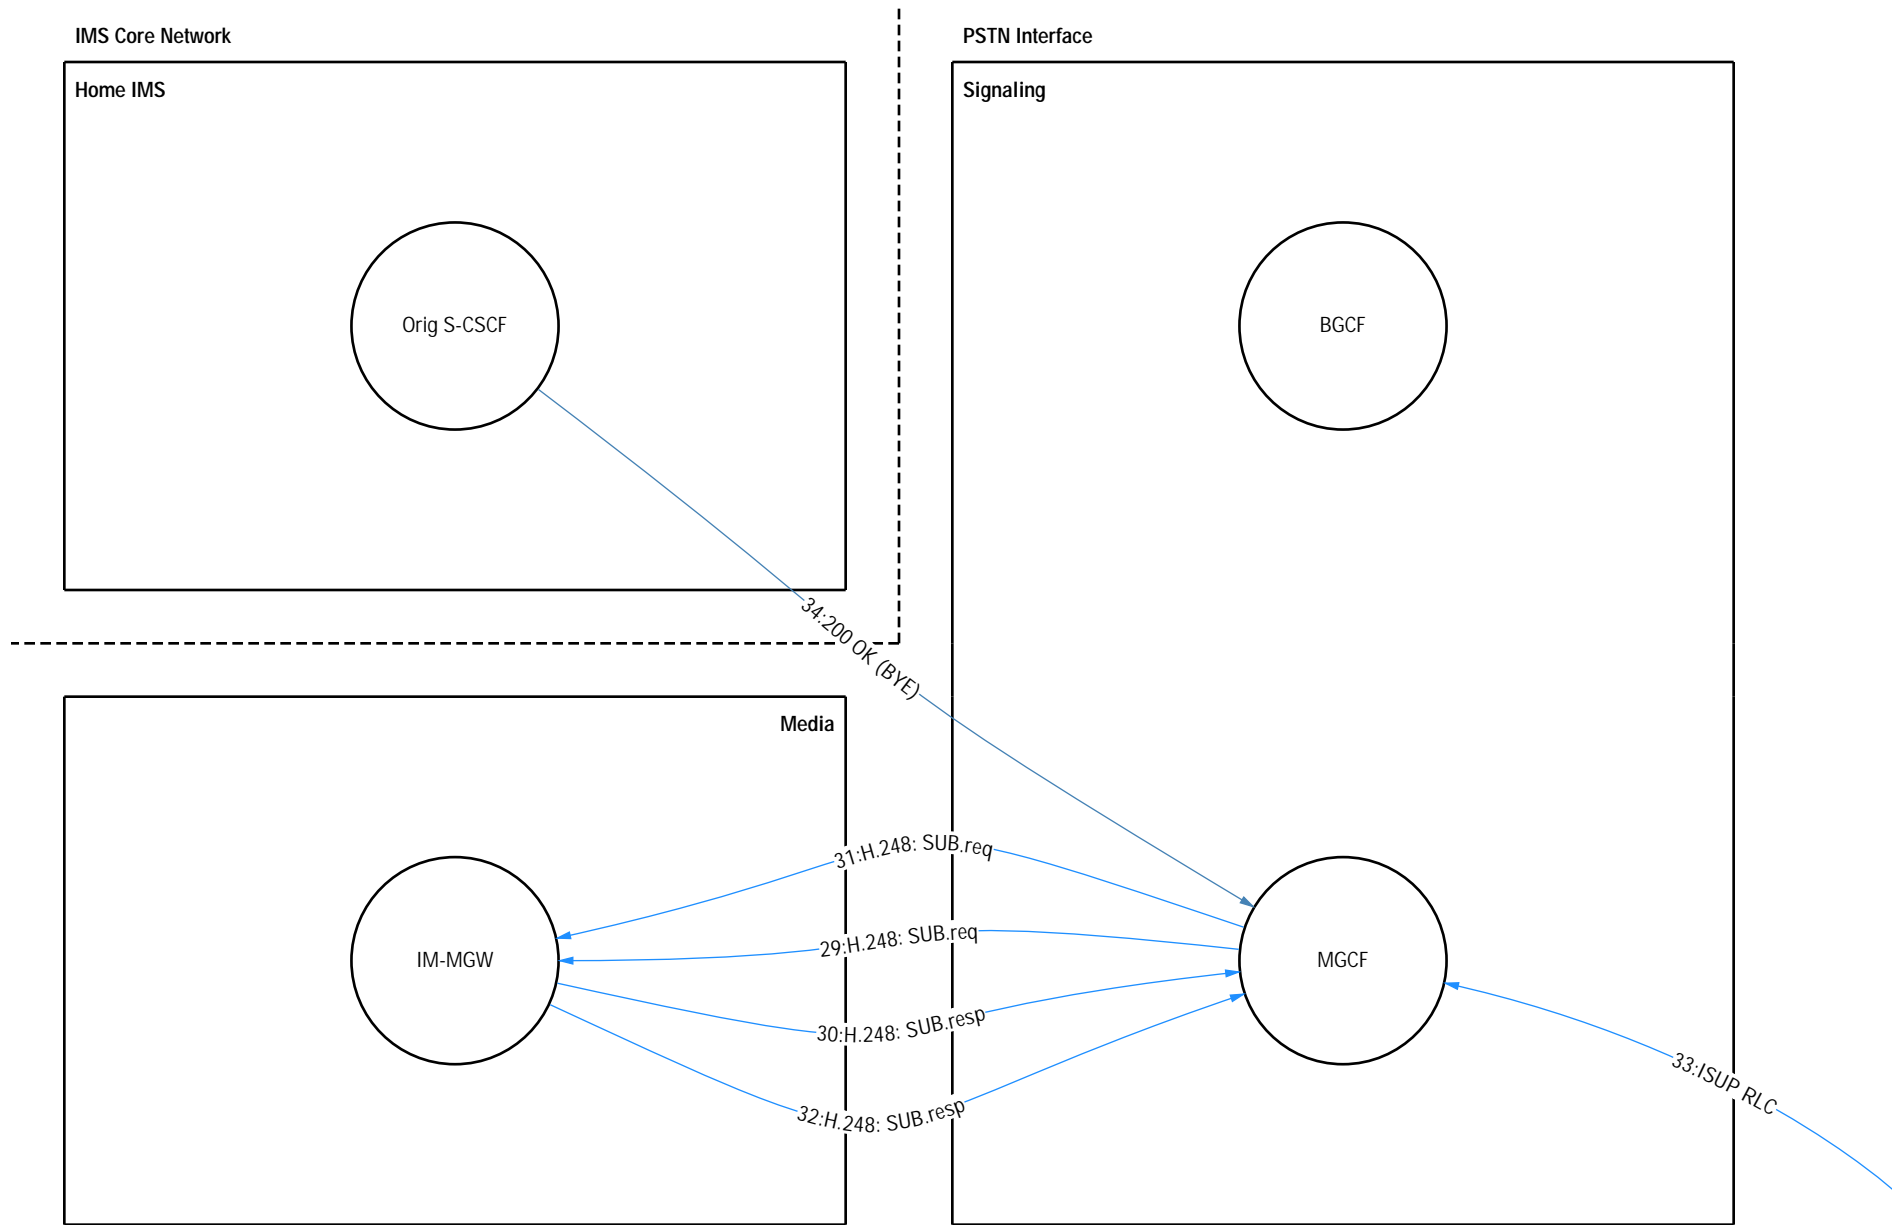 IMS Core Network
PSTN Interface
Home IMS
Signaling
Orig S-CSCF
BGCF
34:200 OK (BYE)
Media
31:H.248: SUB.req
29:H.248: SUB.req
IM-MGW
MGCF
30:H.248: SUB.resp
33:ISUP RLC
32:H.248: SUB.resp